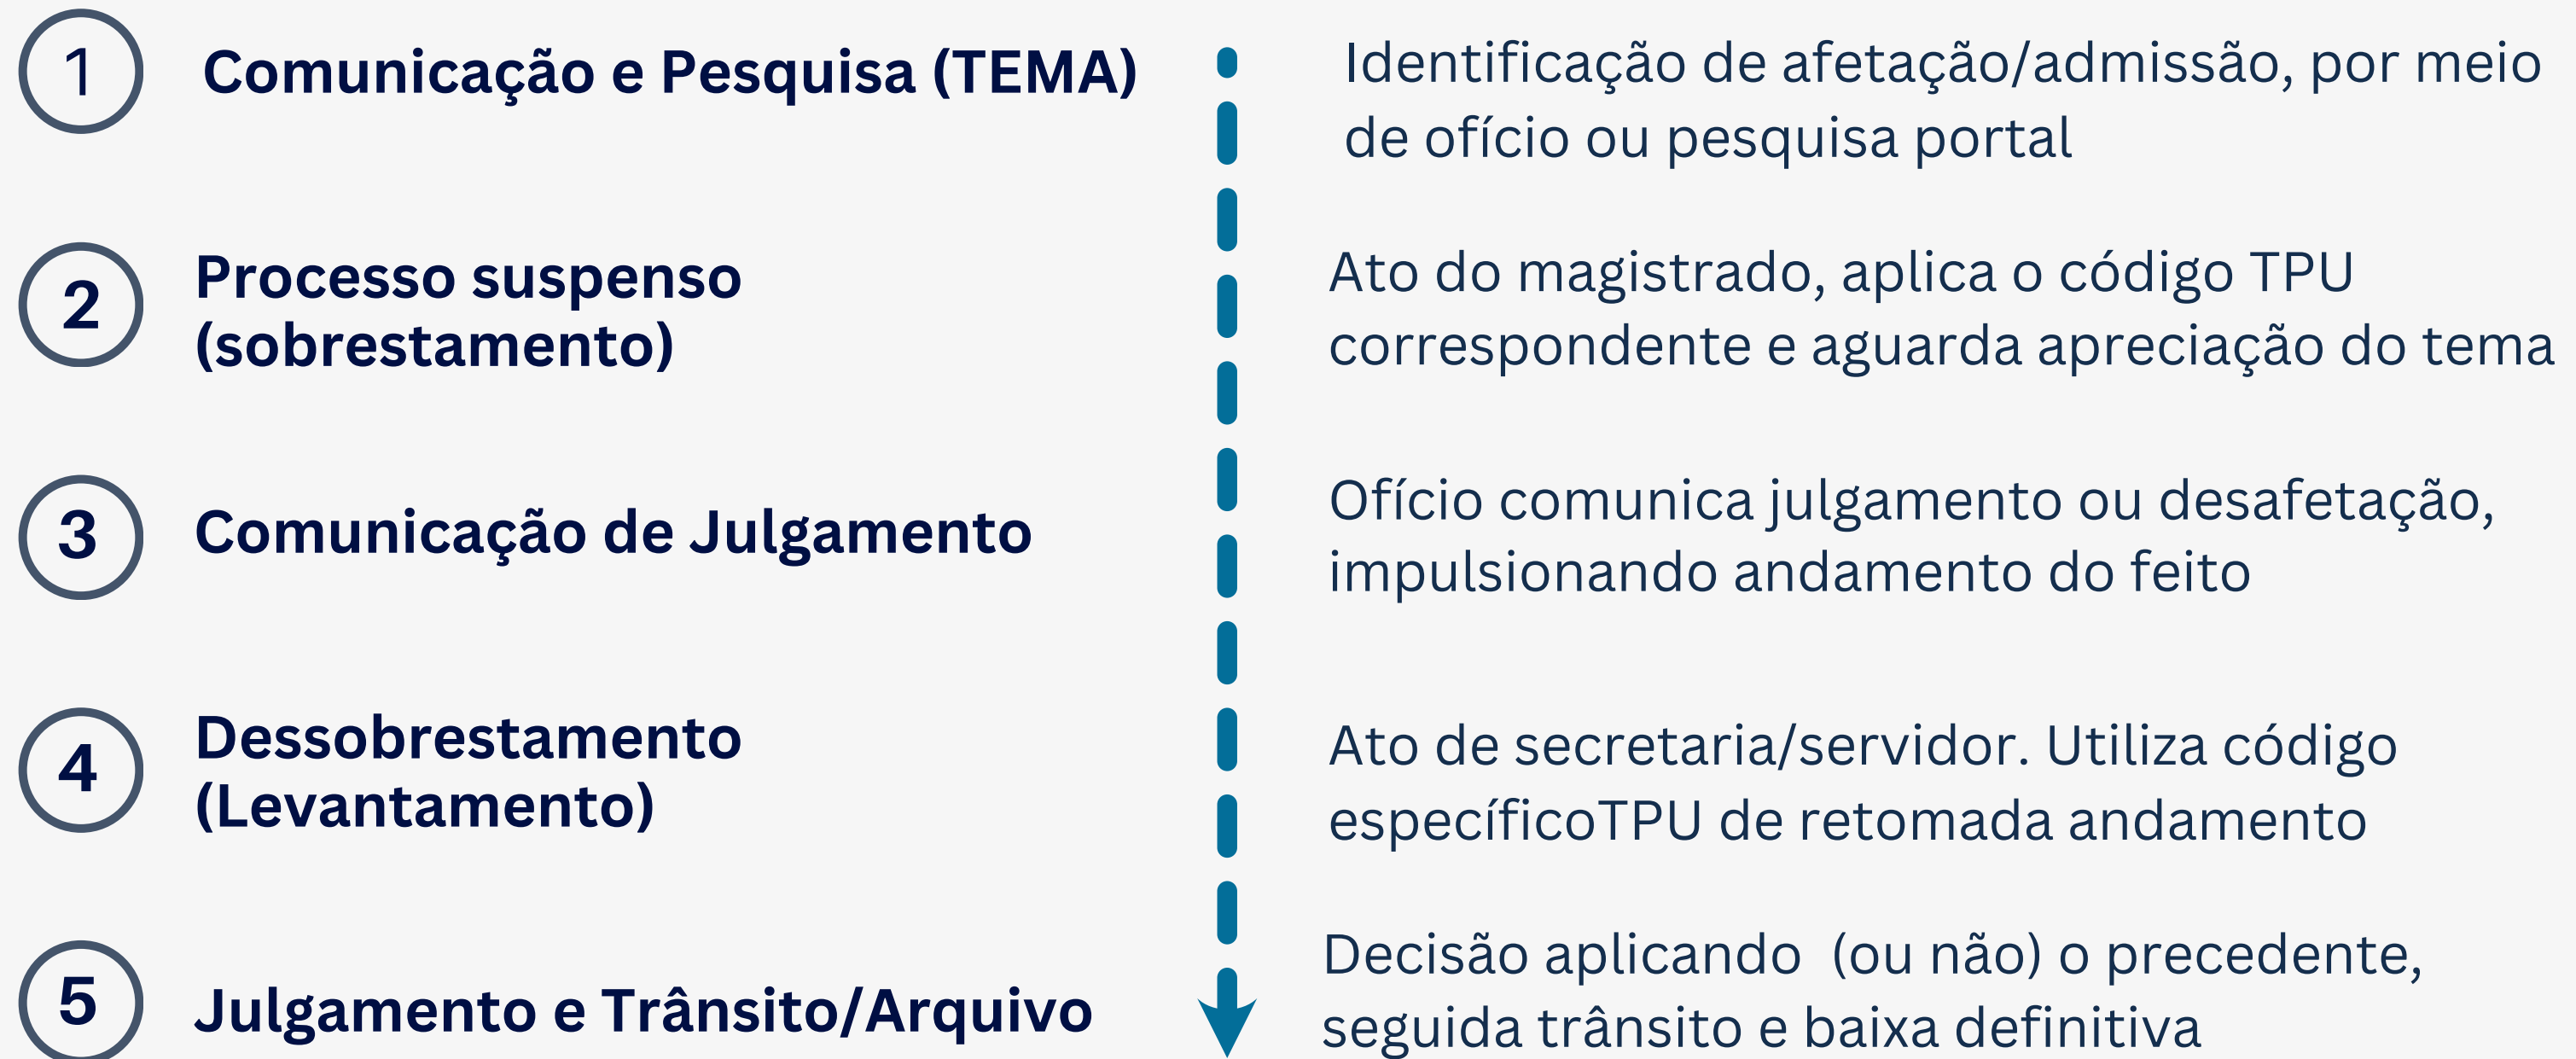 1
Comunicação e Pesquisa (TEMA)
Identificação de afetação/admissão, por meio
de ofício ou pesquisa portal
2
Processo suspenso
(sobrestamento)
Ato do magistrado, aplica o código TPU
correspondente e aguarda apreciação do tema
3
Comunicação de Julgamento
Ofício comunica julgamento ou desafetação,
impulsionando andamento do feito
4
Dessobrestamento
(Levantamento)
Ato de secretaria/servidor. Utiliza código
específicoTPU de retomada andamento
5
Julgamento e Trânsito/Arquivo
Decisão aplicando  (ou não) o precedente,
seguida trânsito e baixa definitiva